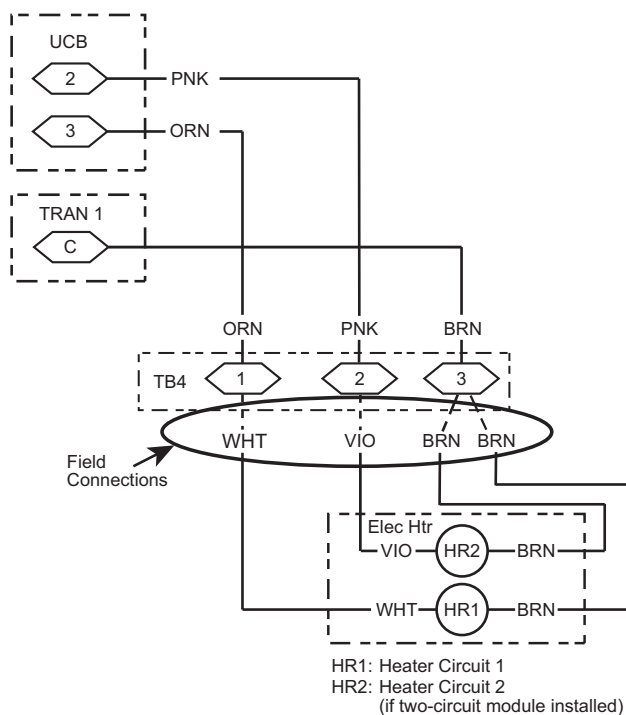 UCB
2
PNK
3
ORN
TRAN 1
C
ORN
PNK
BRN
TB4
1
2
3
WHT
VIO
BRN
BRN
Field
Connections
Elec Htr
VIO
HR2
BRN
WHT
HR1
BRN
HR1: Heater Circuit 1
HR2: Heater Circuit 2
(if two-circuit module installed)